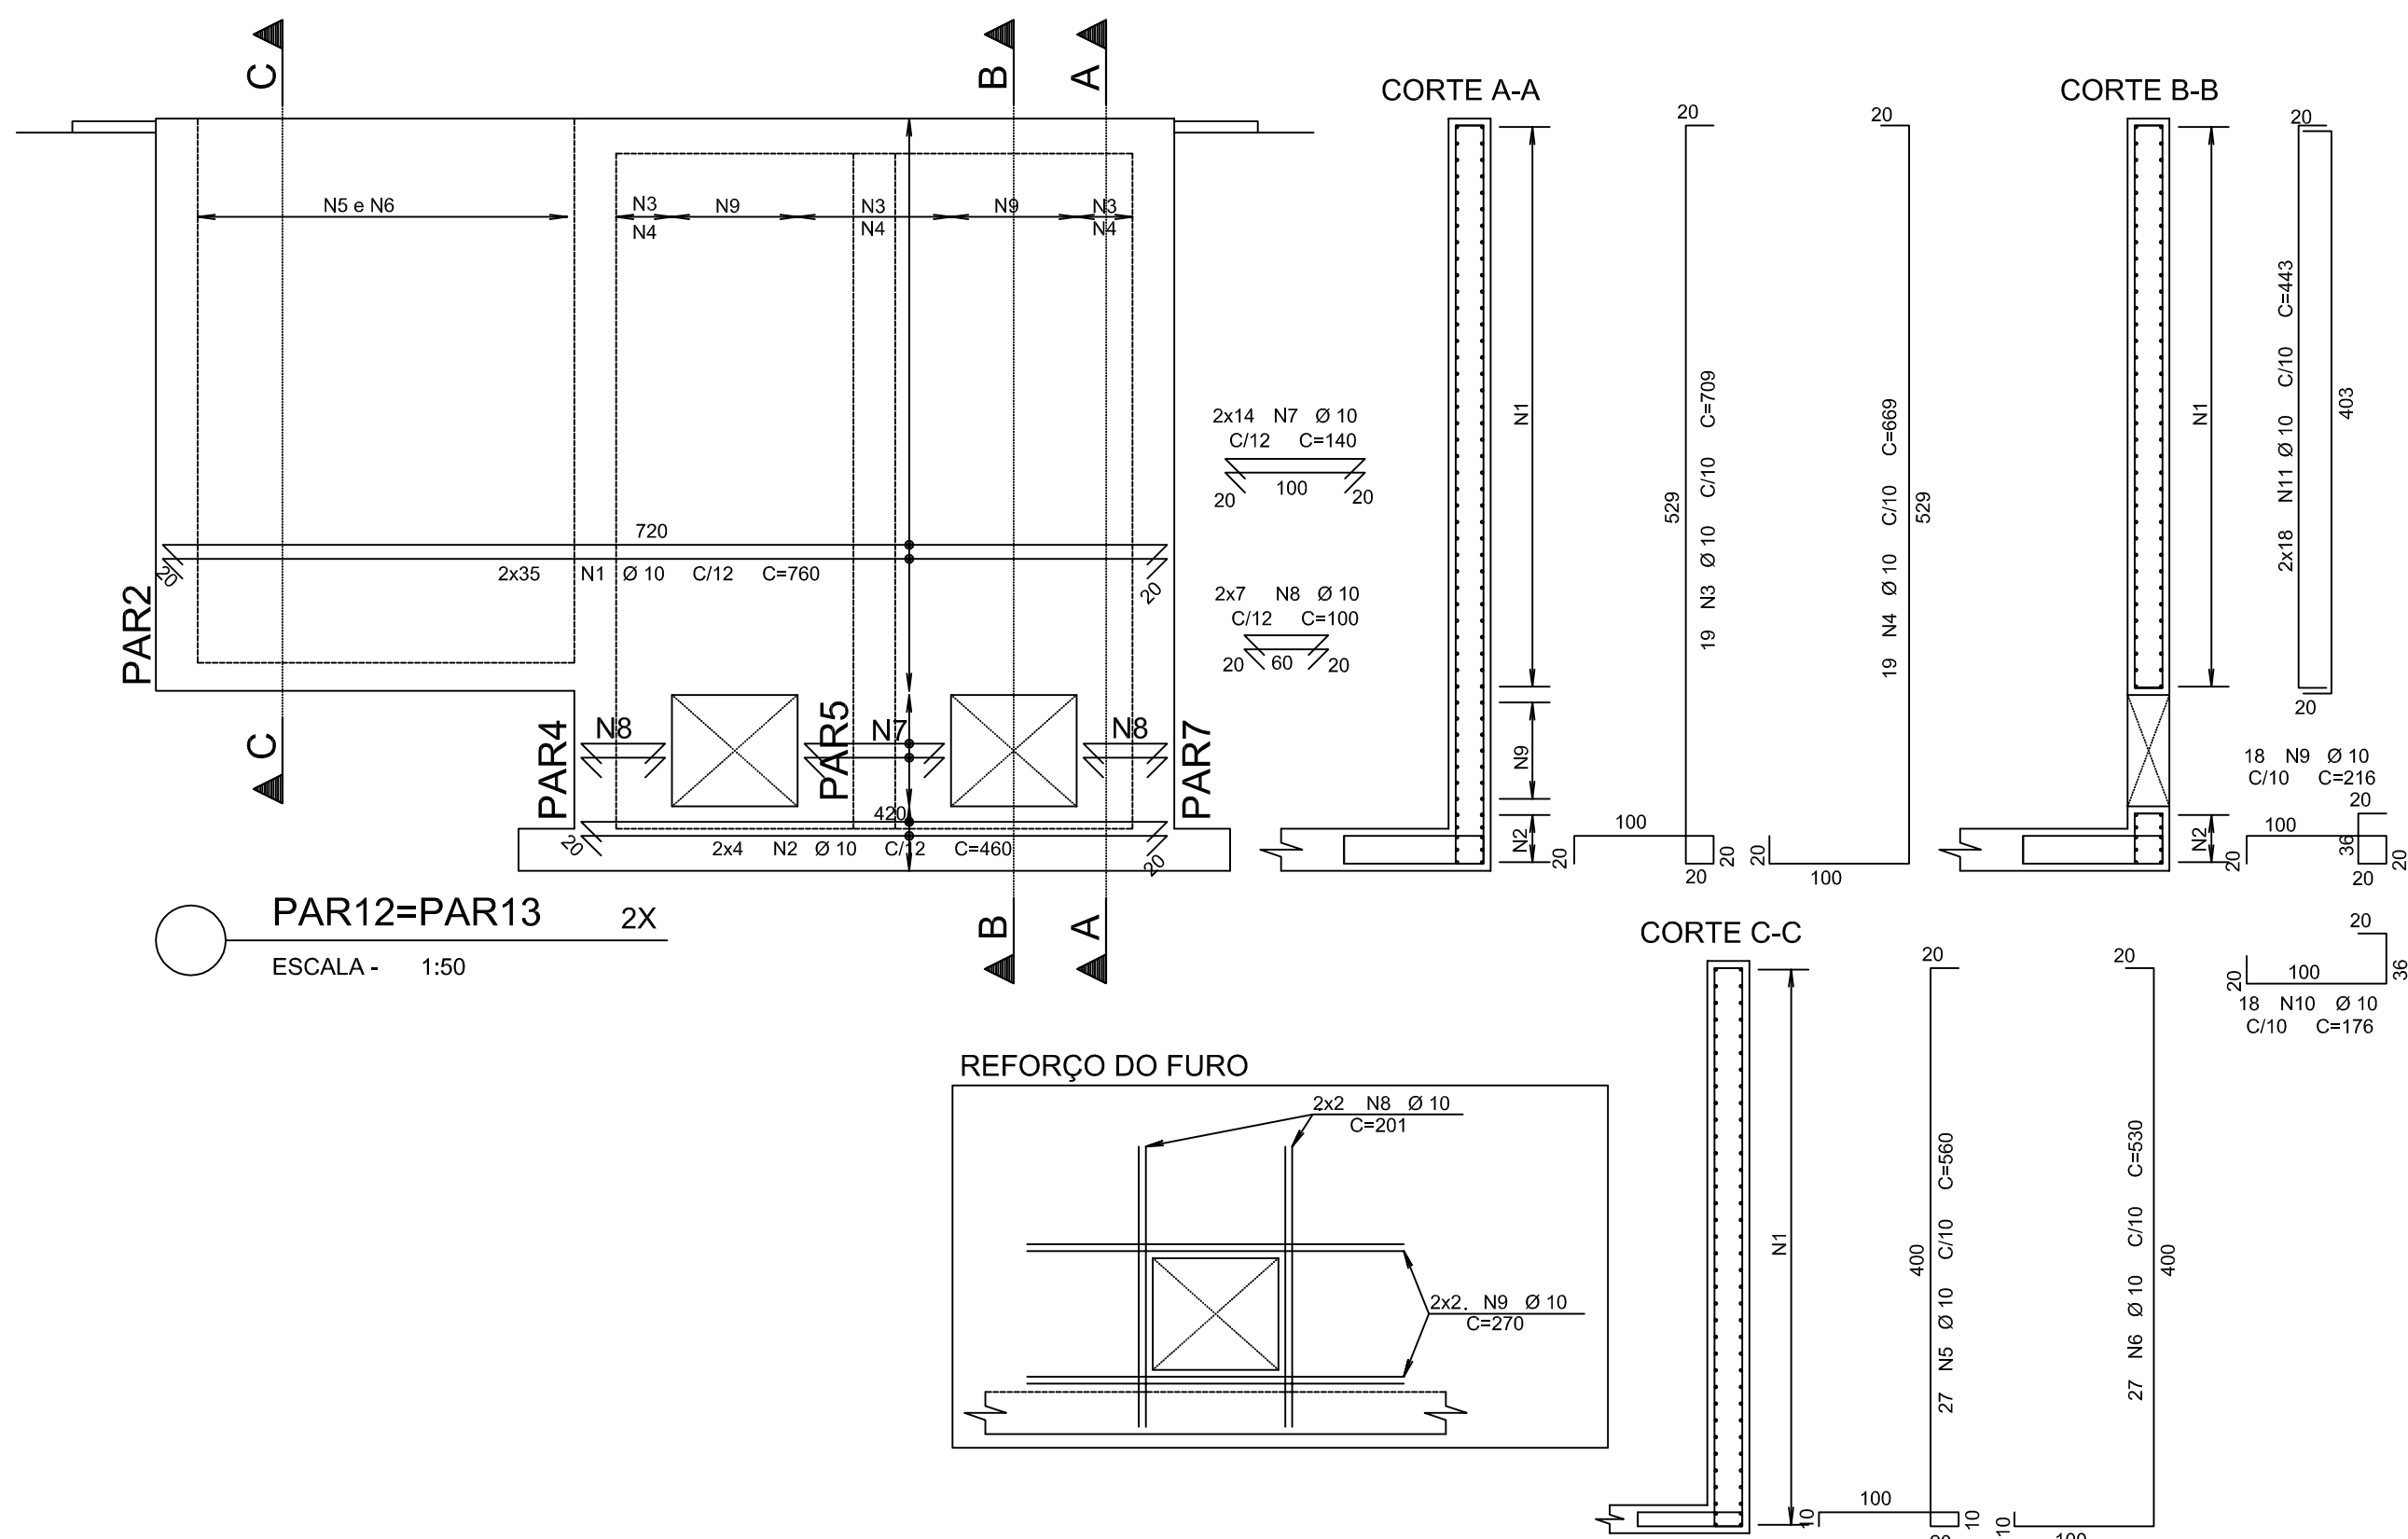 C
B
A
CORTE A-A
CORTE B-B
20
20
20
N5 e N6
N3
N4
N9
N3
N4
N9
N3
N4
720
20
2x35 N1 Ø 10 C/12 C=760
20
PAR2
C
PAR4
N8
PAR5
N7
N8
PAR7
420
20
2x4 N2 Ø 10 C/12 C=460
20
PAR12=PAR13 2X
ESCALA - 1:50
B
A
2x14 N7 Ø 10
C/12 C=140
20 100 20
2x7 N8 Ø 10
C/12 C=100
20 60 20
N1
N9
N2
529
19 N3 Ø 10 C/10 C=709
100
20
20
20
19 N4 Ø 10 C/10 C=669
529
20
100
N1
N2
2x18 N11 Ø 10 C/10 C=443
403
20
18 N9 Ø 10
C/10 C=216
20
100
36
20
20
20
20
100
36
20
18 N10 Ø 10
C/10 C=176
CORTE C-C
20
20
N1
400
27 N5 Ø 10 C/10 C=560
100
10
10
27 N6 Ø 10 C/10 C=530
400
10
REFORÇO DO FURO
2x2 N8 Ø 10
C=201
2x2. N9 Ø 10
C=270